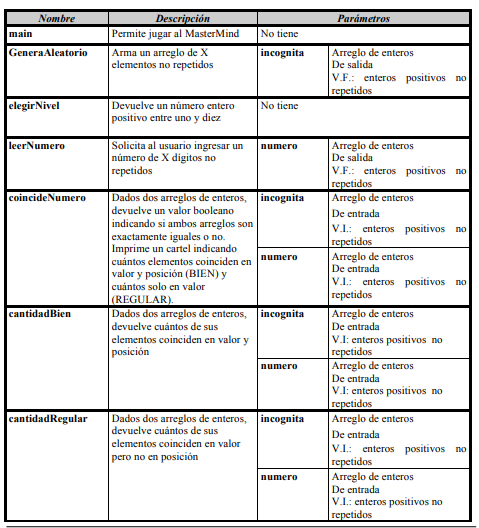 Nombre Descripción Parámetros
main Permite jugar al MasterMind No tiene
GeneraAleatorio Arma un arreglo de X incognita Arreglo de enteros
elementos no repetidos De salida
V.F.: enteros positivos no
repetidos
elegirNivel Devuelve un número entero No tiene
positivo entre uno y diez
leerNumero Solicita al usuario ingresar un numero Arreglo de enteros
número de X dígitos no De salida
repetidos V.F.: enteros positivos no
repetidos
coincideNumero Dados dos arreglos de enteros, incognita Arreglo de enteros
devuelve un valor booleano De entrada
indicando si ambos arreglos son V.I.: enteros positivos no
exactamente iguales o no. repetidos
Imprime un cartel indicando numero Arreglo de enteros
cuántos elementos coinciden en De entrada
valor y posición (BIEN) y V.I.: enteros positivos no
cuántos solo en valor repetidos
(REGULAR).
cantidadBien Dados dos arreglos de enteros, incognita Arreglo de enteros
devuelve cuántos de sus De entrada
elementos coinciden en valor y V.I: enteros positivos no
posición repetidos
numero Arreglo de enteros
De entrada
V.I: enteros positivos no
repetidos
cantidadRegular Dados dos arreglos de enteros, incognita Arreglo de enteros
devuelve cuántos de sus De entrada
elementos coinciden en valor V.I.: enteros positivos no
pero no en posición repetidos
numero Arreglo de enteros
De entrada
V.I.: enteros positivos no
repetidos